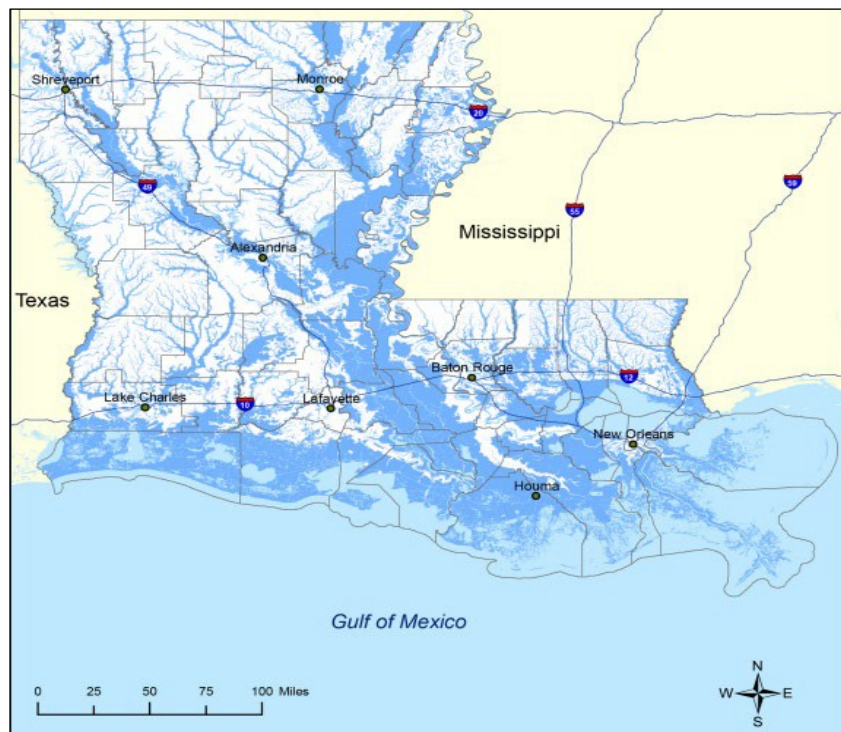 Shreveport
Monroe
20
49
55
59
Mississippi
Alexandria
Texas
Baton Rouge
12
Lake Charles
10
Lafayette
New Orleans
Houma
Gulf of Mexico
N
W E
S
0 25 50 75 100 Miles